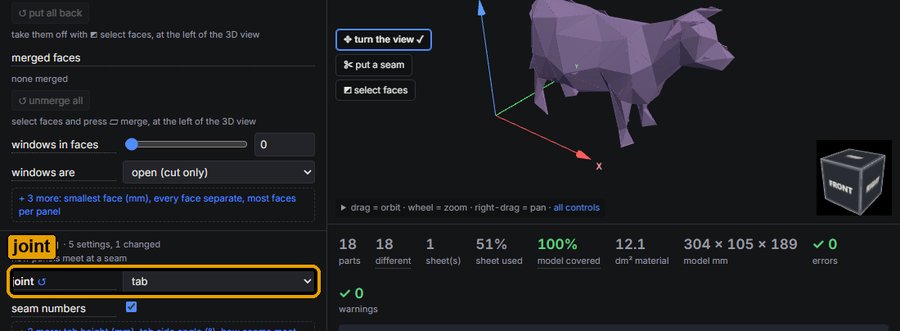 ↺ put all back
take them off with ◩ select faces, at the left of the 3D view
merged faces
none merged
↺ unmerge all
select faces and press ▱ merge, at the left of the 3D view
windows in faces
0
windows are
open (cut only)
+ 3 more: smallest face (mm), every face separate, most faces
per panel
joint
· 5 settings, 1 changed
joint ↺
tab
seam numbers
✥ turn the view ✓
✂ put a seam
◩ select faces
Y
X
FRONT
▶ drag = orbit · wheel = zoom · right-drag = pan · all controls
18
parts
18
different
1
sheet(s)
51%
sheet used
100%
model covered
12.1
dm² material
304 × 105 × 189
model mm
✓ 0
errors
✓ 0
warnings